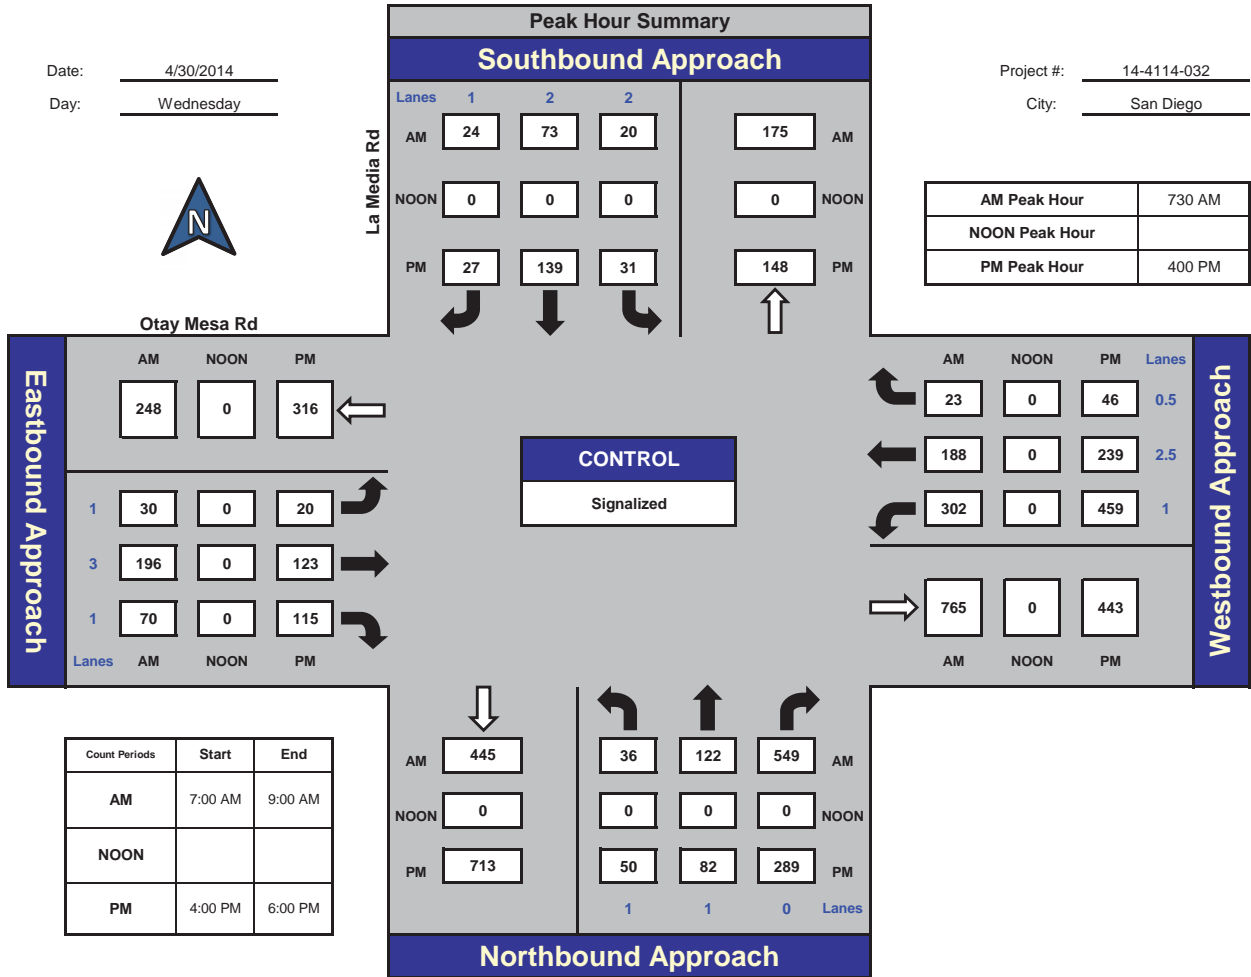 Peak Hour Summary
Southbound Approach
Date: 4/30/2014
Day: Wednesday
Project #: 14-4114-032
City: San Diego
La Media Rd
Lanes 1 2 2
AM 24 73 20 175 AM
NOON 0 0 0 0 NOON
PM 27 139 31 148 PM
N
AM Peak Hour 730 AM
NOON Peak Hour
PM Peak Hour 400 PM
Otay Mesa Rd
Eastbound Approach
AM NOON PM
248 0 316
1 30 0 20
3 196 0 123
1 70 0 115
Lanes AM NOON PM
CONTROL
Signalized
AM NOON PM Lanes
23 0 46 0.5
188 0 239 2.5
302 0 459 1
765 0 443
AM NOON PM
Westbound Approach
Count Periods Start End
AM 7:00 AM 9:00 AM
NOON
PM 4:00 PM 6:00 PM
AM 445 36 122 549 AM
NOON 0 0 0 0 NOON
PM 713 50 82 289 PM
1 1 0 Lanes
Northbound Approach